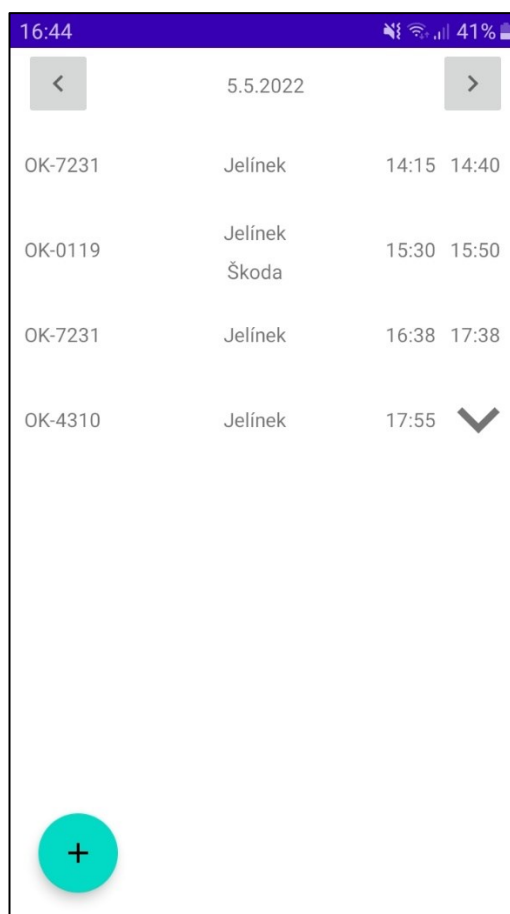 16:44 41%
< 5.5.2022 >
OK-7231 Jelínek 14:15 14:40
OK-0119 Jelínek Škoda 15:30 15:50
OK-7231 Jelínek 16:38 17:38
OK-4310 Jelínek 17:55
+